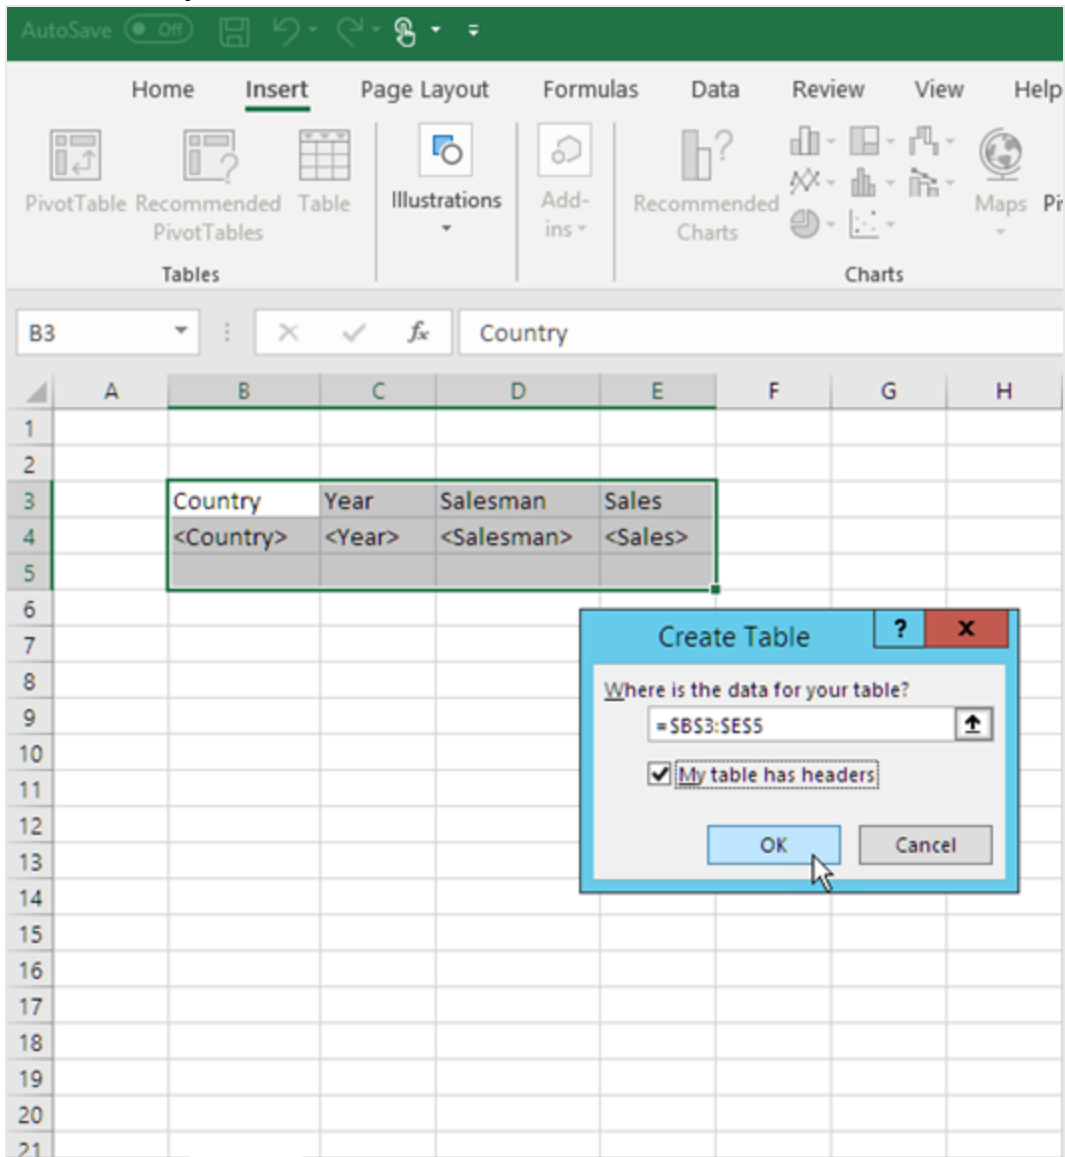 AutoSave Off
Home Insert Page Layout Formulas Data Review View Help
PivotTable Recommended PivotTables Table Illustrations Add-ins Recommended Charts Maps
Tables Charts
B3 fx Country
A B C D E F G H
1
2
3 Country Year Salesman Sales
4 <Country> <Year> <Salesman> <Sales>
5
6
7 Create Table ? x
8 Where is the data for your table?
9 =$B$3:$E$5
10
11 My table has headers
12
13 OK Cancel
14
15
16
17
18
19
20
21